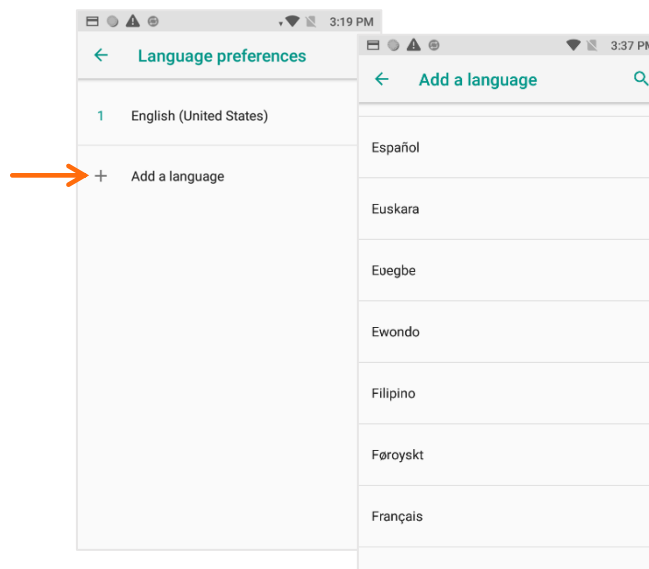 3:19 PM
Language preferences
1 English (United States)
+ Add a language
3:37 PM
Add a language
Español
Euskara
Eʋegbe
Ewondo
Filipino
Føroyskt
Français